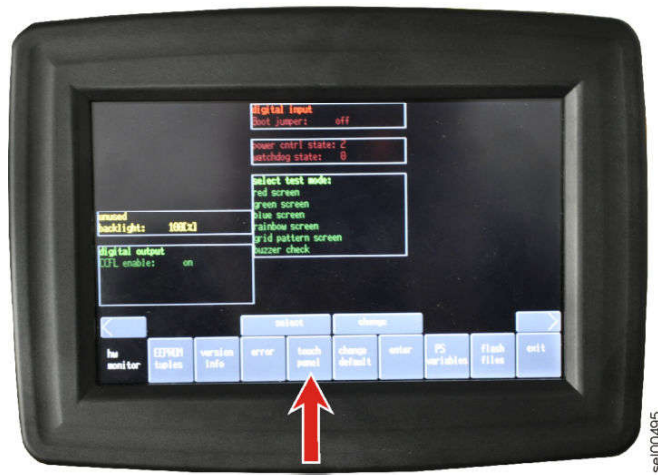 digital input
Boot jumper: off
power cntrl state: 2
watchdog state: 0
select test mode:
red screen
green screen
blue screen
rainbow screen
grid pattern screen
buzzer check
unused
backlight: 100[%]
digital output
CCFL enable: on
select change
hw monitor
EEPROM tuples
version info
error
touch panel
change default
enter
PS variables
flash files
exit
sel00495